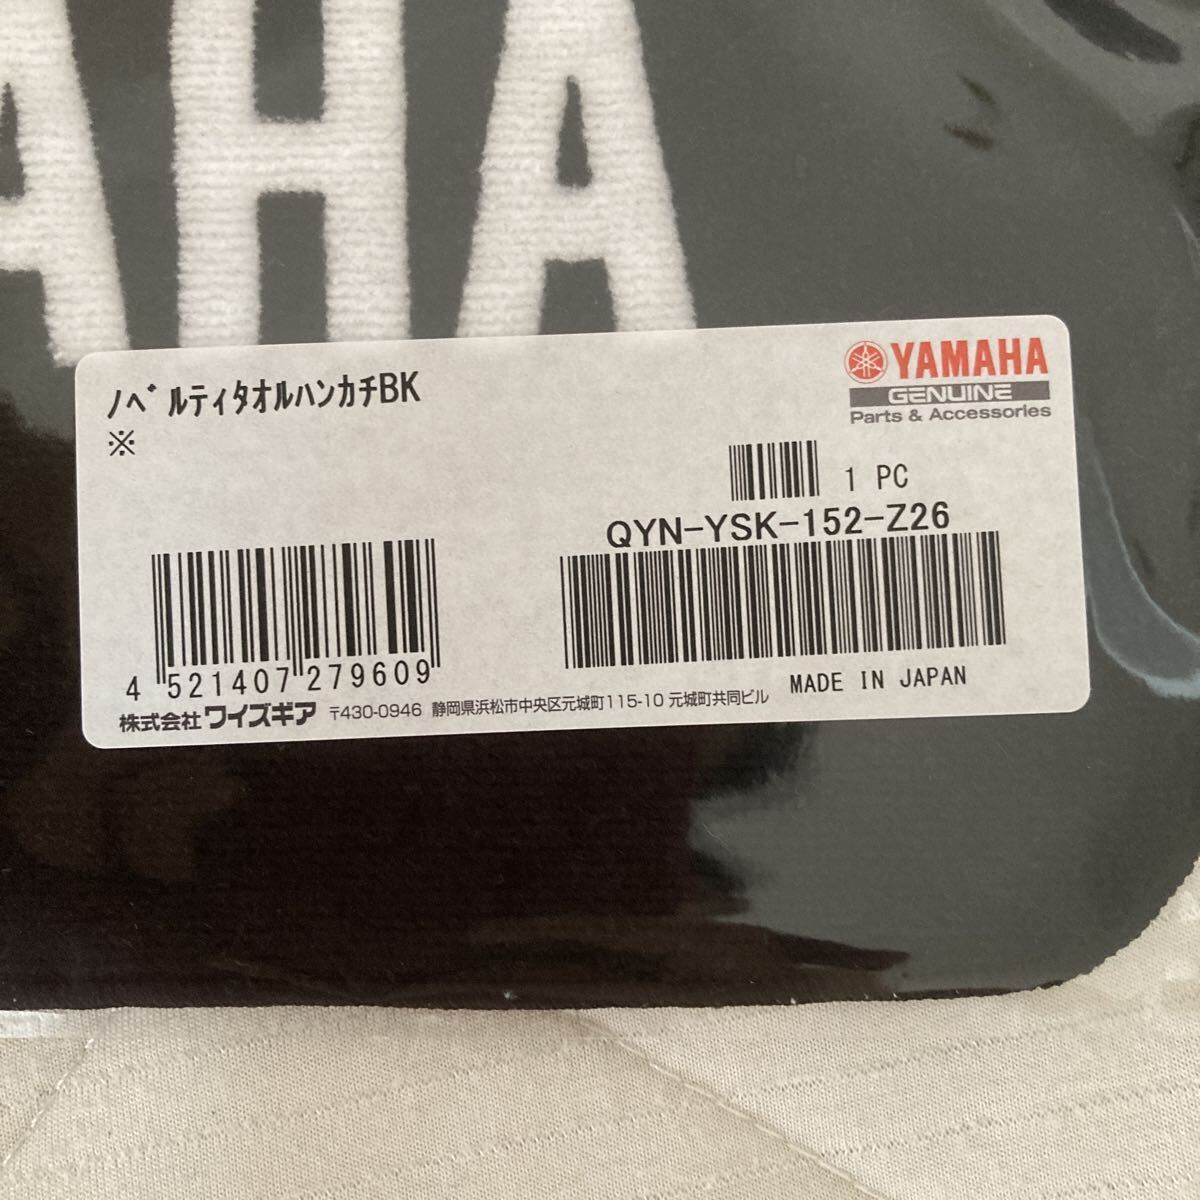 AHA
ﾉﾍﾞﾙﾃｨﾀｵﾙﾊﾝｶﾁBK
※
YAMAHA
GENUINE
Parts & Accessories
1 PC
QYN-YSK-152-Z26
4 521407 279609
MADE IN JAPAN
株式会社 ワイズギア 〒430-0946 静岡県浜松市中央区元城町115-10 元城町共同ビル